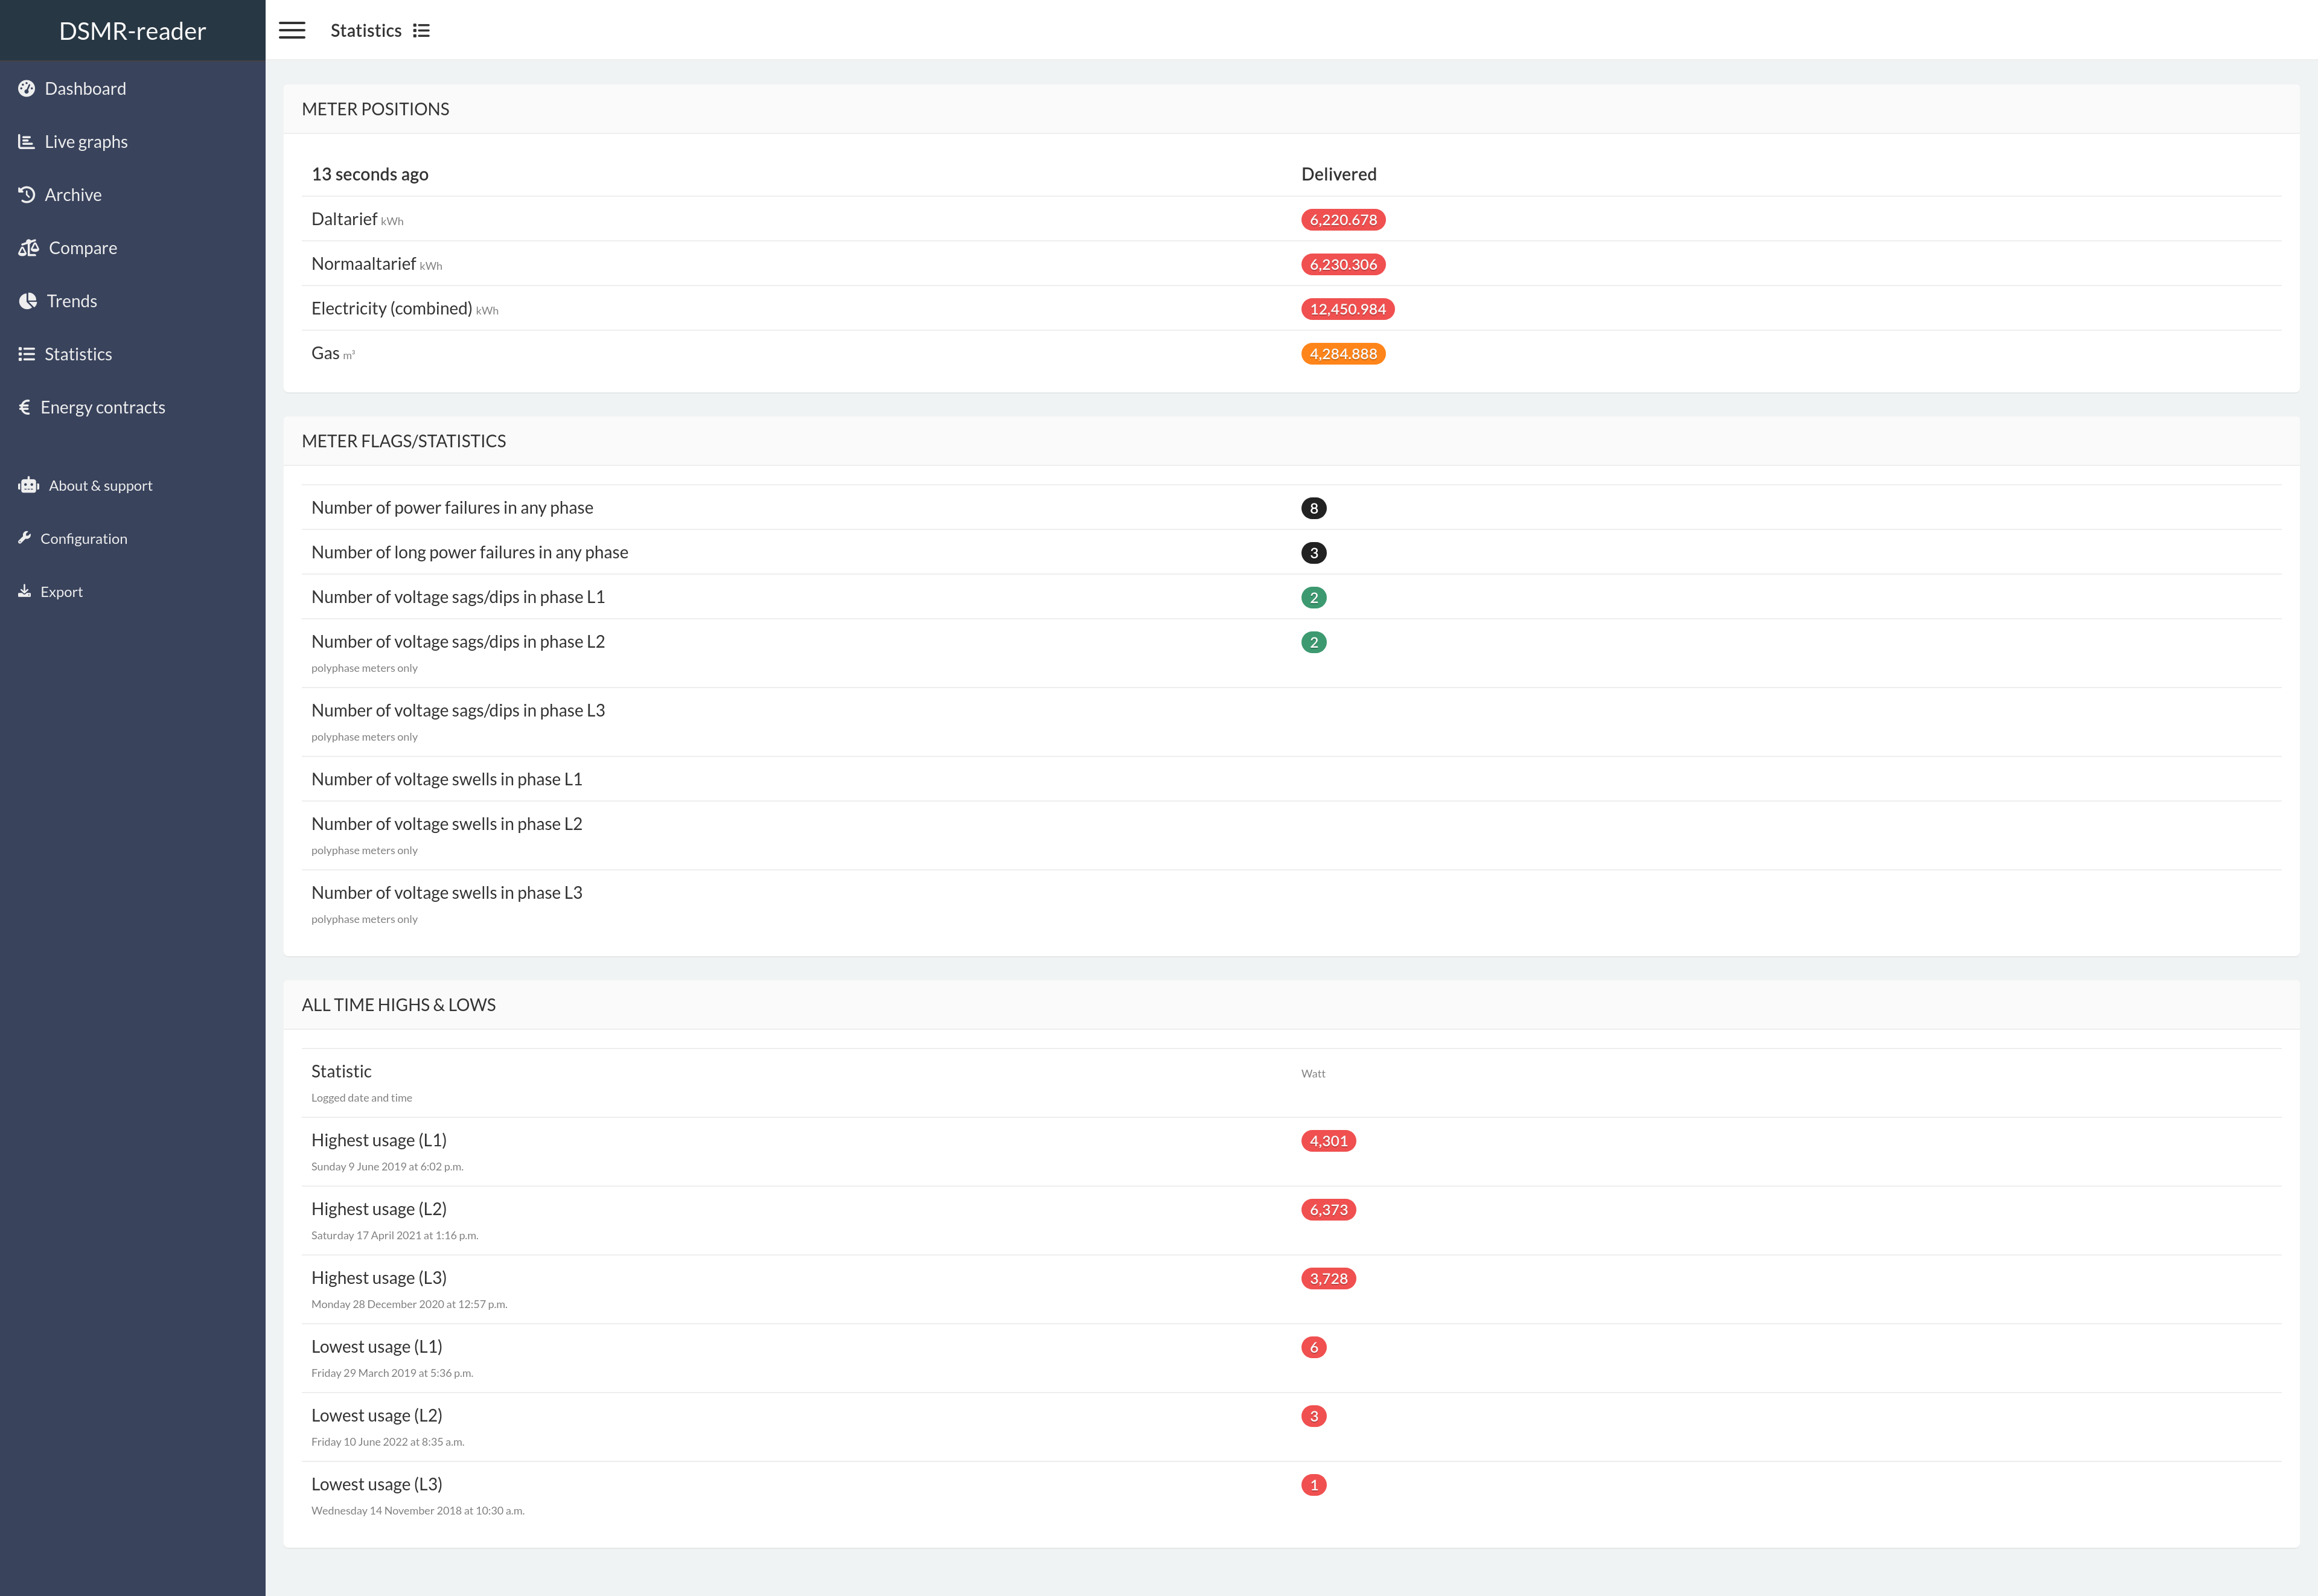 DSMR-reader
Statistics
Dashboard
Live graphs
Archive
Compare
Trends
Statistics
Energy contracts
About & support
Configuration
Export
METER POSITIONS
13 seconds ago Delivered
Daltarief kWh 6,220.678
Normaaltarief kWh 6,230.306
Electricity (combined) kWh 12,450.984
Gas m³ 4,284.888
METER FLAGS/STATISTICS
Number of power failures in any phase 8
Number of long power failures in any phase 3
Number of voltage sags/dips in phase L1 2
Number of voltage sags/dips in phase L2 2
polyphase meters only
Number of voltage sags/dips in phase L3
polyphase meters only
Number of voltage swells in phase L1
Number of voltage swells in phase L2
polyphase meters only
Number of voltage swells in phase L3
polyphase meters only
ALL TIME HIGHS & LOWS
Statistic Watt
Logged date and time
Highest usage (L1) 4,301
Sunday 9 June 2019 at 6:02 p.m.
Highest usage (L2) 6,373
Saturday 17 April 2021 at 1:16 p.m.
Highest usage (L3) 3,728
Monday 28 December 2020 at 12:57 p.m.
Lowest usage (L1) 6
Friday 29 March 2019 at 5:36 p.m.
Lowest usage (L2) 3
Friday 10 June 2022 at 8:35 a.m.
Lowest usage (L3) 1
Wednesday 14 November 2018 at 10:30 a.m.